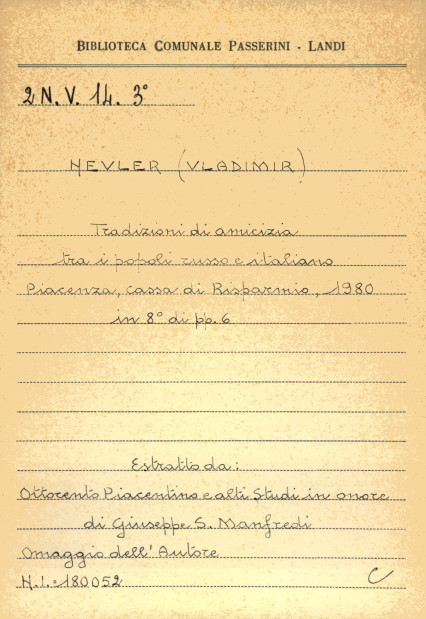 BIBLIOTECA COMUNALE PASSERINI - LANDI
2 N. V. 14. 3°
NEVLER (VLADIMIR)
Tradizioni di amicizia
tra i popoli russo e italiano
Piacenza, cassa di Risparmio, 1980
in 8° di pp. 6
Estratto da:
Ottocento Piacentino e alti Studi in onore
di Giuseppe S. Manfredi
Omaggio dell'Autore
N.I.=180052
C